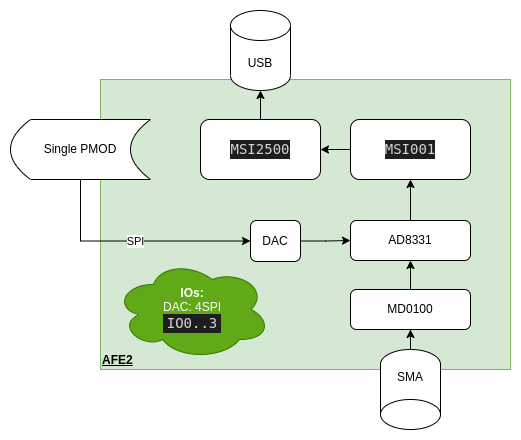 USB
Single PMOD
MSI2500
MSI001
SPI
DAC
AD8331
IOs:
DAC: 4SPI
IO0..3
MD0100
AFE2
SMA